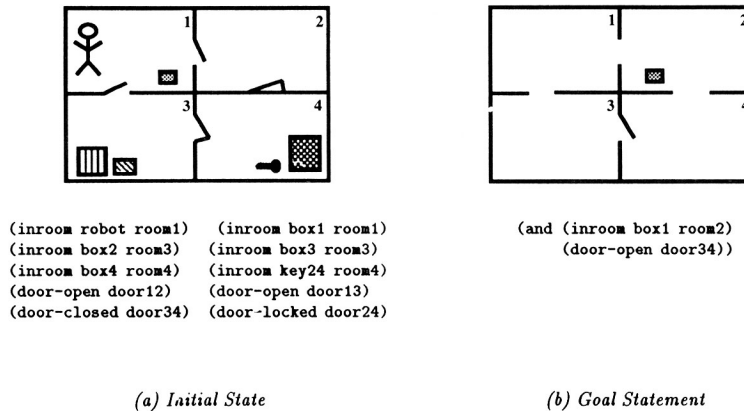 1 2 1 2
3 4 3 4
(inroom robot room1) (inroom box1 room1) (and (inroom box1 room2)
(inroom box2 room3) (inroom box3 room3) (door-open door34))
(inroom box4 room4) (inroom key24 room4)
(door-open door12) (door-open door13)
(door-closed door34) (door-locked door24)
(a) Initial State (b) Goal Statement